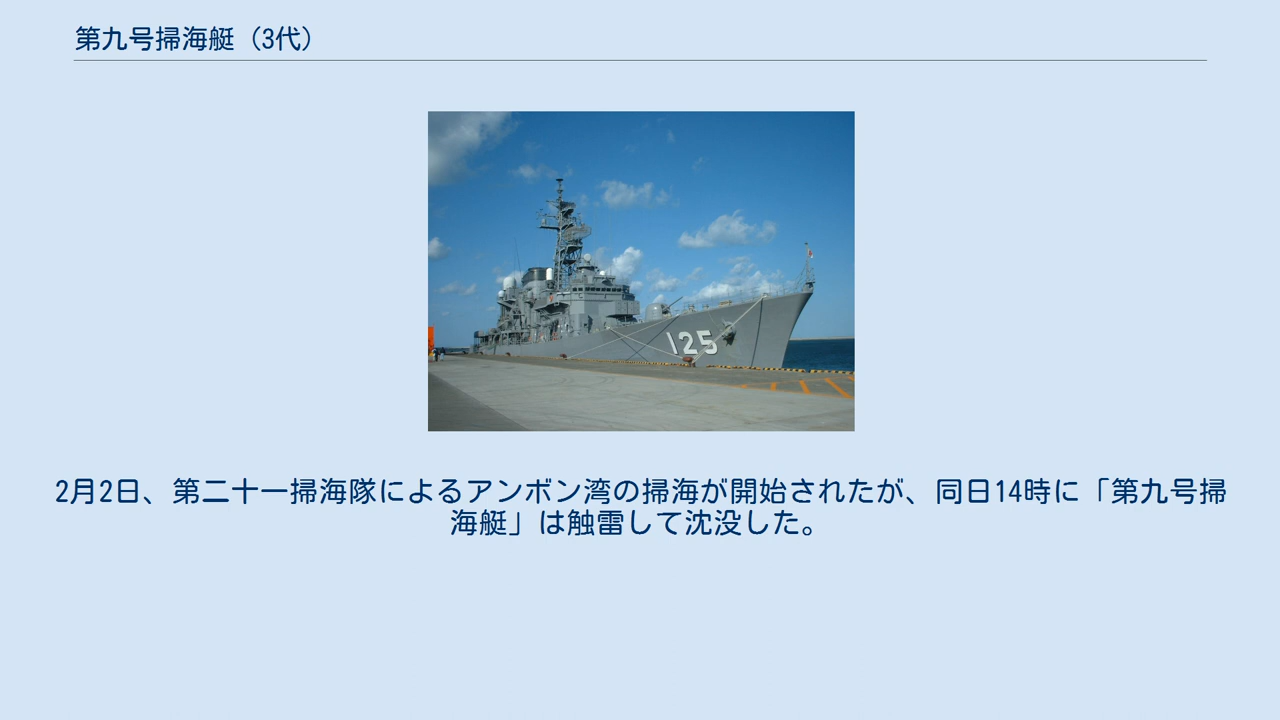 第九号掃海艇（3代）
125
2月2日、第二十一掃海隊によるアンボン湾の掃海が開始されたが、同日14時に「第九号掃
海艇」は触雷して沈没した。